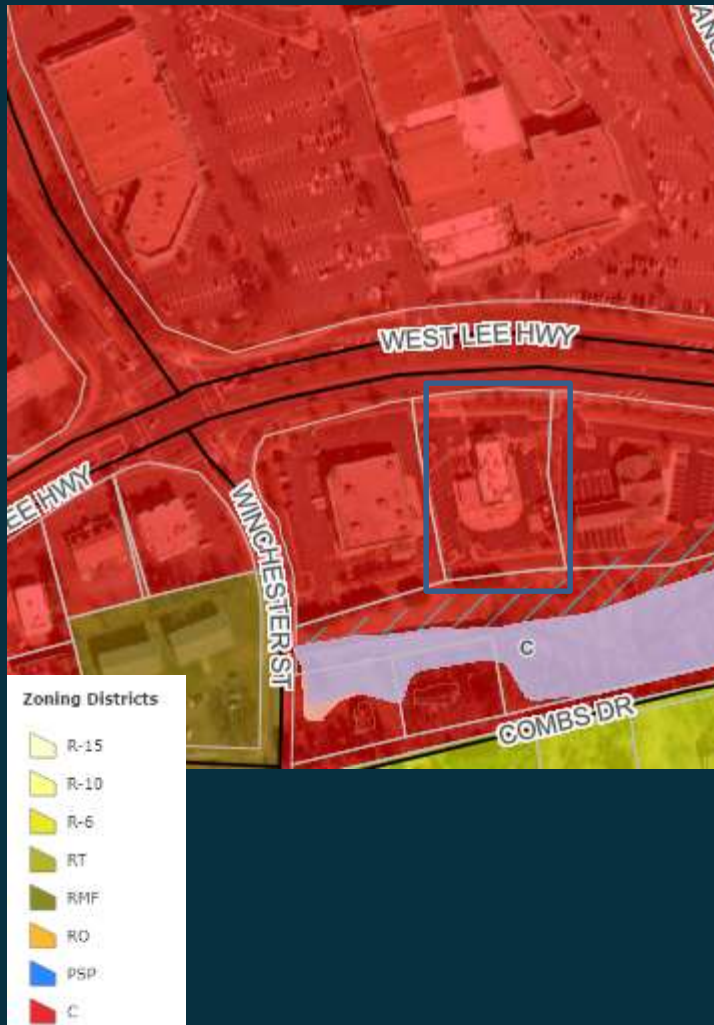 WEST LEE HWY
EE HWY
WINCHESTER ST
C
COMBS DR
Zoning Districts
R-15
R-10
R-6
RT
RMF
RO
PSP
C